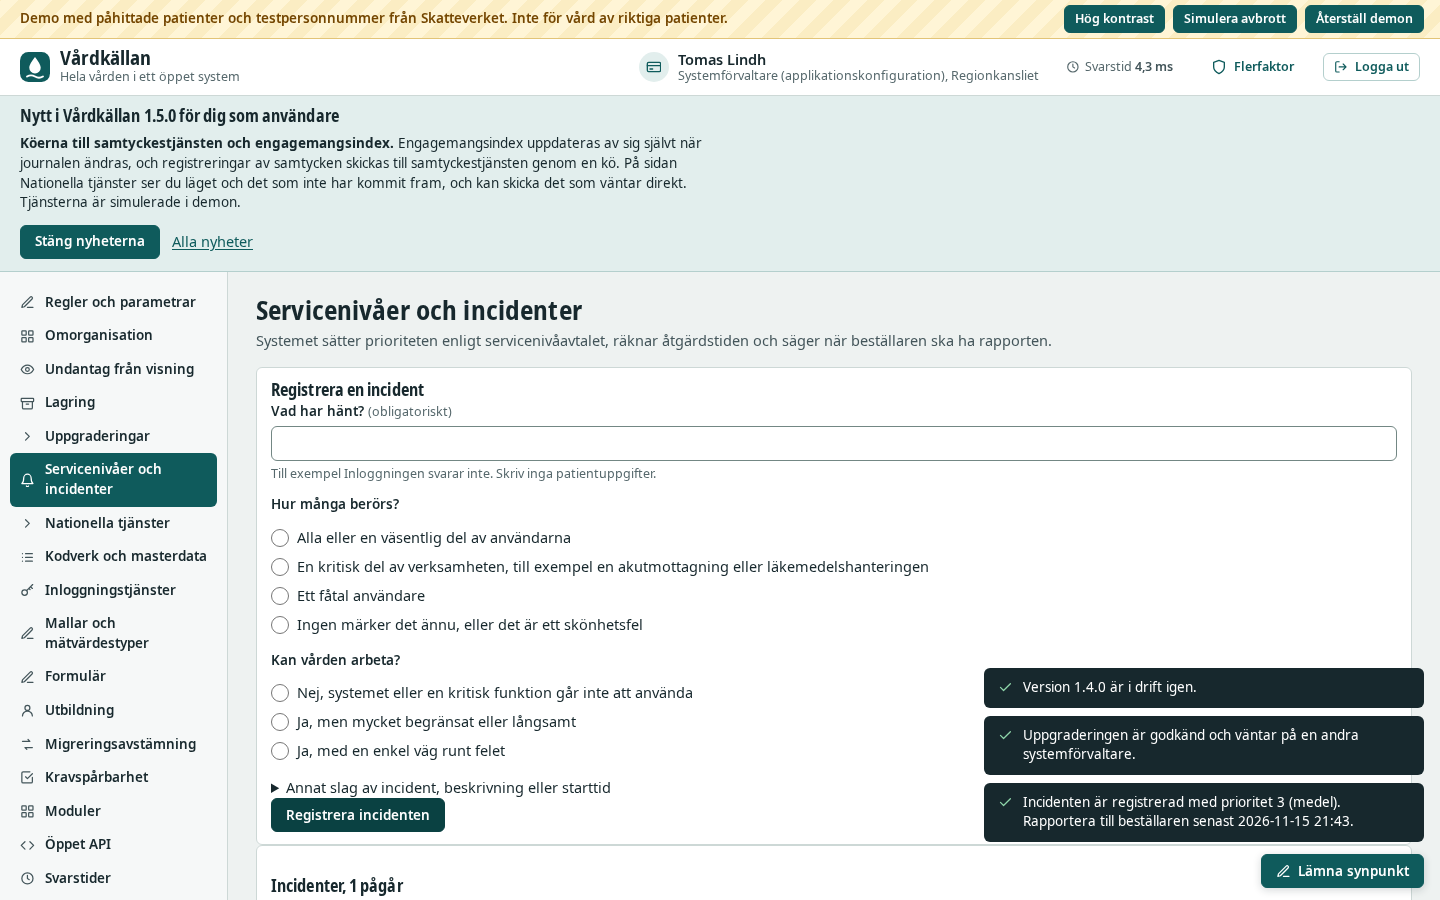 Demo med påhittade patienter och testpersonnummer från Skatteverket. Inte för vård av riktiga patienter.
Hög kontrast
Simulera avbrott
Återställ demon
Vårdkällan
Hela vården i ett öppet system
Tomas Lindh
Systemförvaltare (applikationskonfiguration), Regionkansliet
Svarstid 4,3 ms
Flerfaktor
Logga ut
Nytt i Vårdkällan 1.5.0 för dig som användare
Köerna till samtyckestjänsten och engagemangsindex. Engagemangsindex uppdateras av sig självt när
journalen ändras, och registreringar av samtycken skickas till samtyckestjänsten genom en kö. På sidan
Nationella tjänster ser du läget och det som inte har kommit fram, och kan skicka det som väntar direkt.
Tjänsterna är simulerade i demon.
Stäng nyheterna
Alla nyheter
Regler och parametrar
Omorganisation
Undantag från visning
Lagring
Uppgraderingar
Servicenivåer och
incidenter
Nationella tjänster
Kodverk och masterdata
Inloggningstjänster
Mallar och
mätvärdestyper
Formulär
Utbildning
Migreringsavstämning
Kravspårbarhet
Moduler
Öppet API
Svarstider
Servicenivåer och incidenter
Systemet sätter prioriteten enligt servicenivåavtalet, räknar åtgärdstiden och säger när beställaren ska ha rapporten.
Registrera en incident
Vad har hänt? (obligatoriskt)
Till exempel Inloggningen svarar inte. Skriv inga patientuppgifter.
Hur många berörs?
Alla eller en väsentlig del av användarna
En kritisk del av verksamheten, till exempel en akutmottagning eller läkemedelshanteringen
Ett fåtal användare
Ingen märker det ännu, eller det är ett skönhetsfel
Kan vården arbeta?
Nej, systemet eller en kritisk funktion går inte att använda
Ja, men mycket begränsat eller långsamt
Ja, med en enkel väg runt felet
Annat slag av incident, beskrivning eller starttid
Registrera incidenten
Incidenter, 1 pågår
Version 1.4.0 är i drift igen.
Uppgraderingen är godkänd och väntar på en andra
systemförvaltare.
Incidenten är registrerad med prioritet 3 (medel).
Rapportera till beställaren senast 2026-11-15 21:43.
Lämna synpunkt